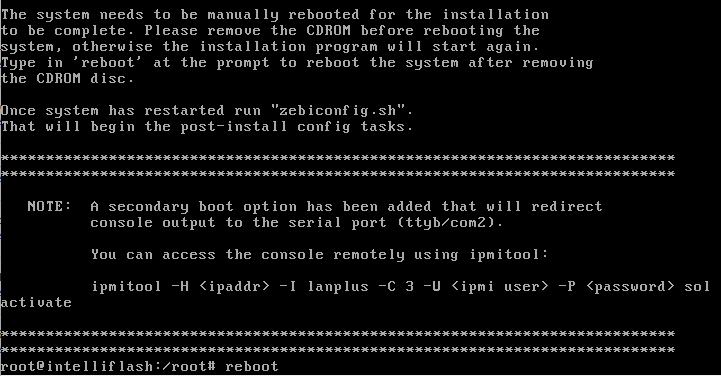 The system needs to be manually rebooted for the installation
to be complete. Please remove the CDROM before rebooting the
system, otherwise the installation program will start again.
Type in 'reboot' at the prompt to reboot the system after removing
the CDROM disc.
Once system has restarted run "zebiconfig.sh".
That will begin the post-install config tasks.
***************************************************************************
***************************************************************************
NOTE:  A secondary boot option has been added that will redirect
console output to the serial port (ttyb/com2).
You can access the console remotely using ipmitool:
ipmitool -H <ipaddr> -I lanplus -C 3 -U <ipmi user> -P <password> sol
activate
***************************************************************************
***************************************************************************
root@intelliflash:/root# reboot